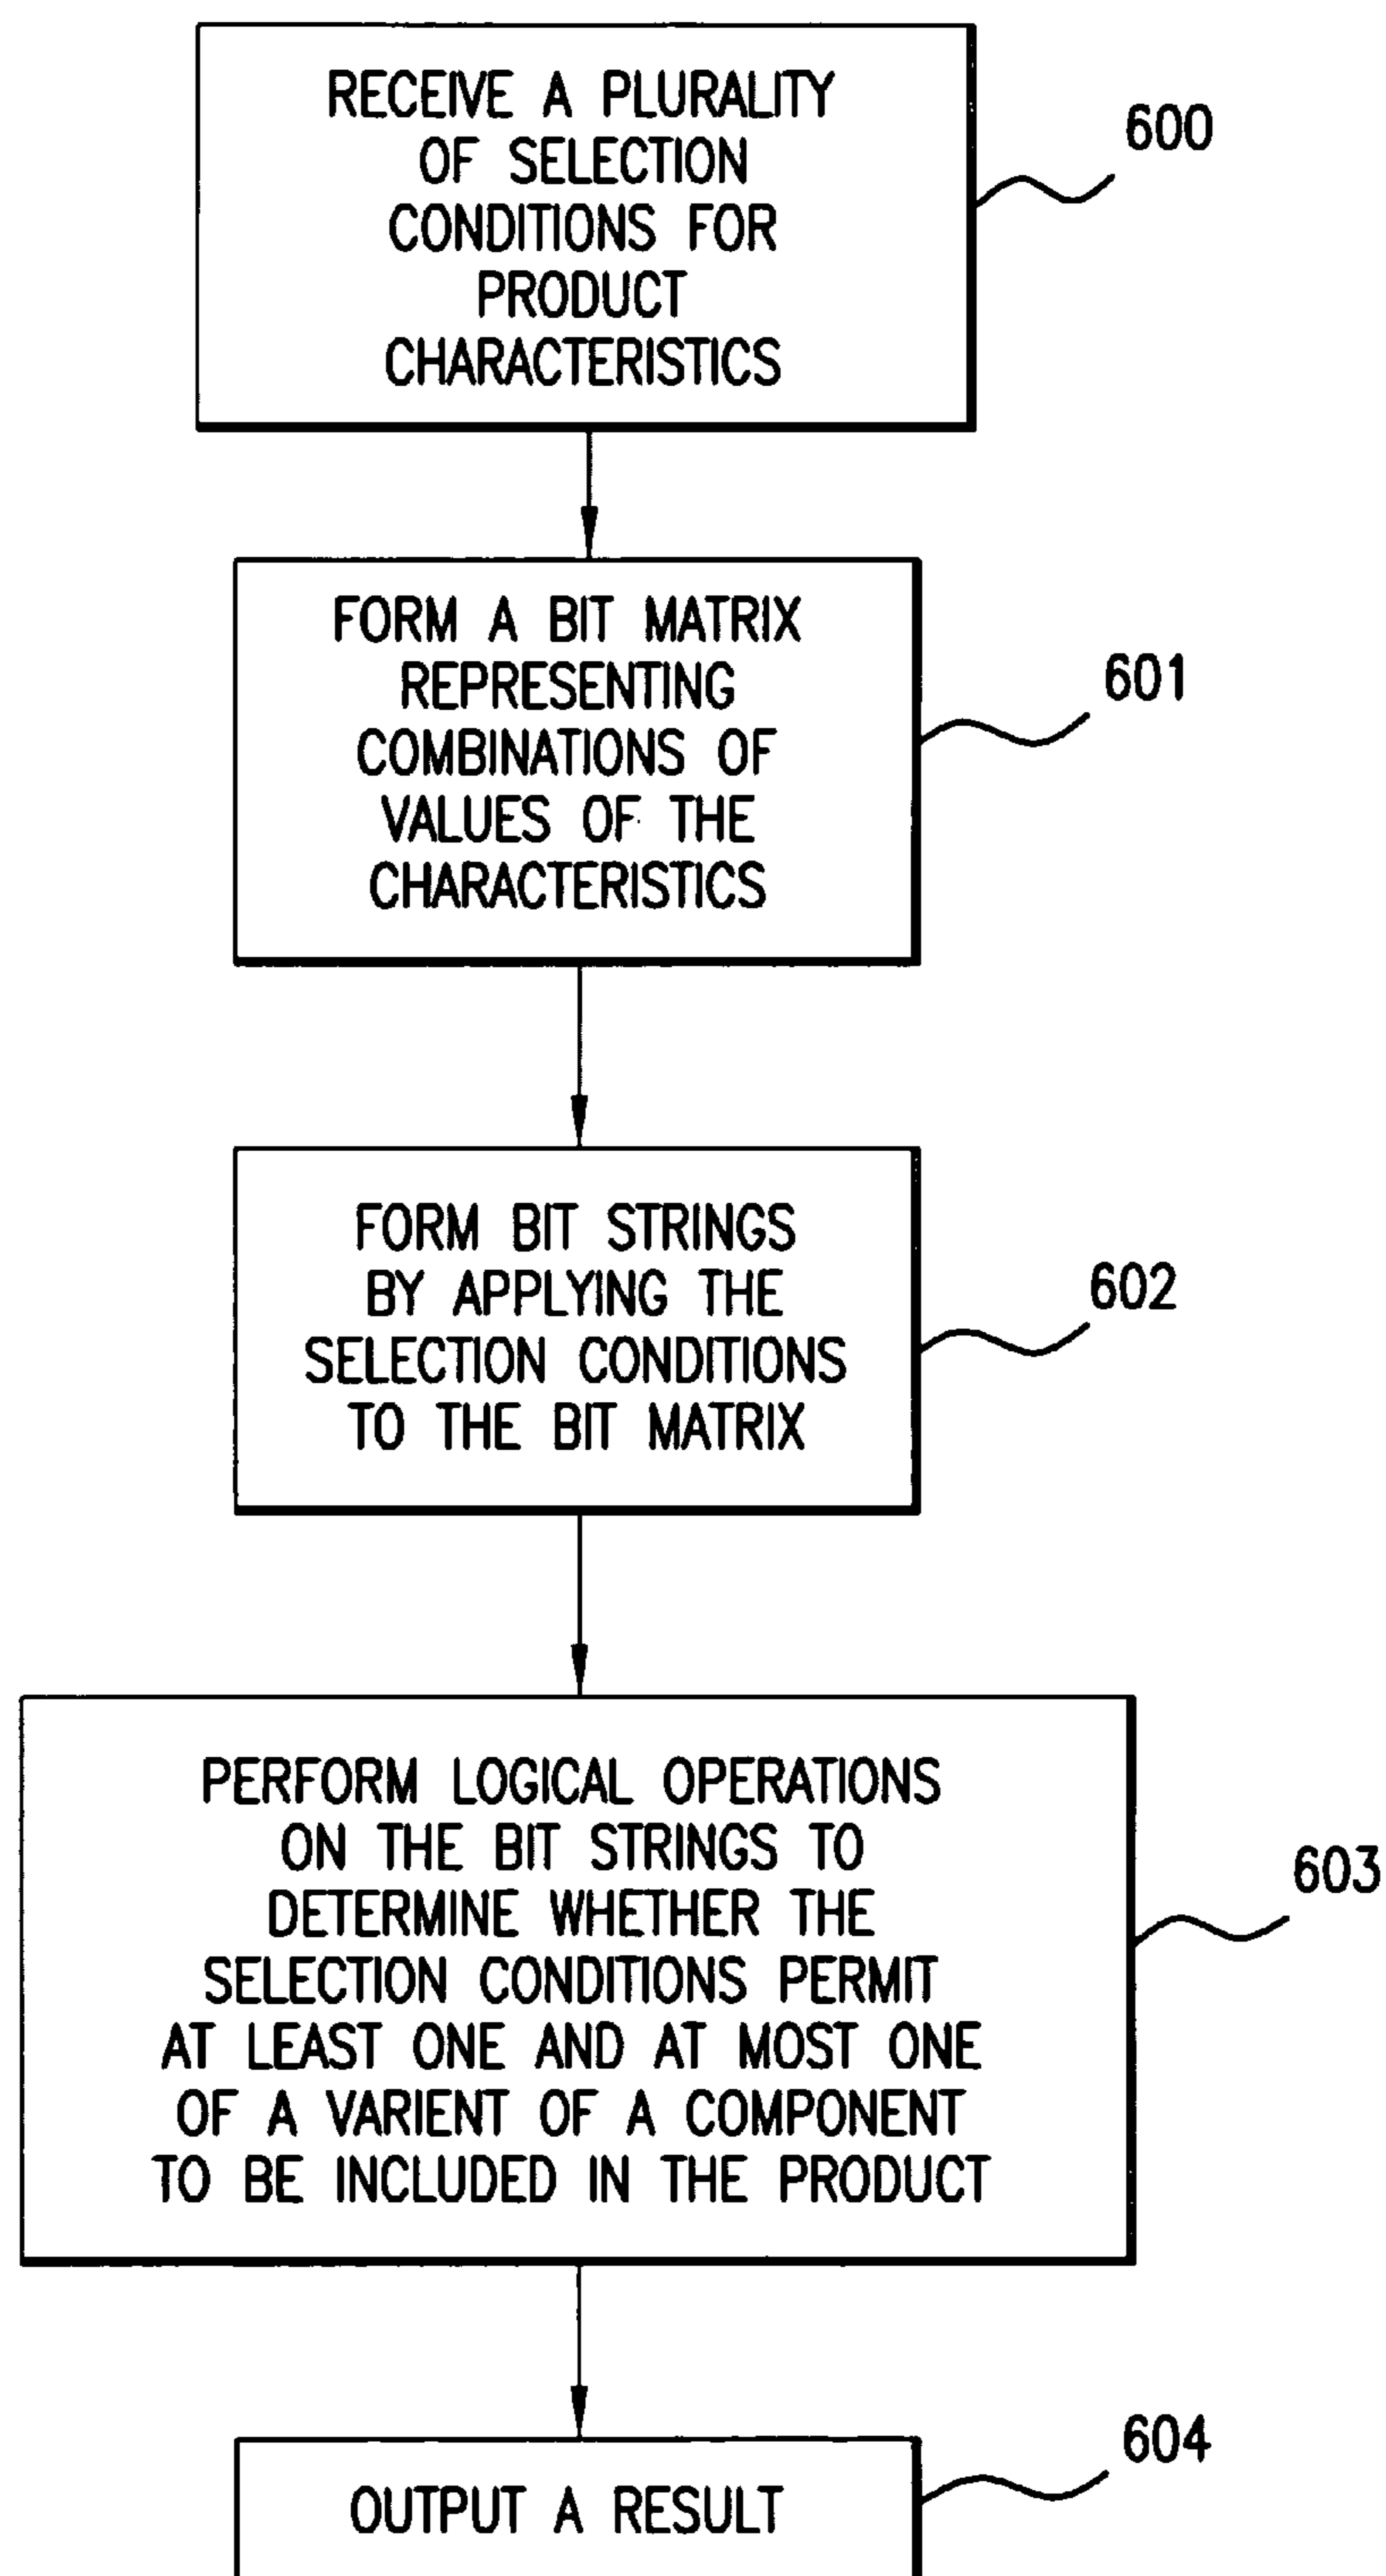 RECEIVE A PLURALITY
OF SELECTION
CONDITIONS FOR
PRODUCT
CHARACTERISTICS
600
FORM A BIT MATRIX
REPRESENTING
COMBINATIONS OF
VALUES OF THE
CHARACTERISTICS
601
FORM BIT STRINGS
BY APPLYING THE
SELECTION CONDITIONS
TO THE BIT MATRIX
602
PERFORM LOGICAL OPERATIONS
ON THE BIT STRINGS TO
DETERMINE WHETHER THE
SELECTION CONDITIONS PERMIT
AT LEAST ONE AND AT MOST ONE
OF A VARIENT OF A COMPONENT
TO BE INCLUDED IN THE PRODUCT
603
OUTPUT A RESULT
604